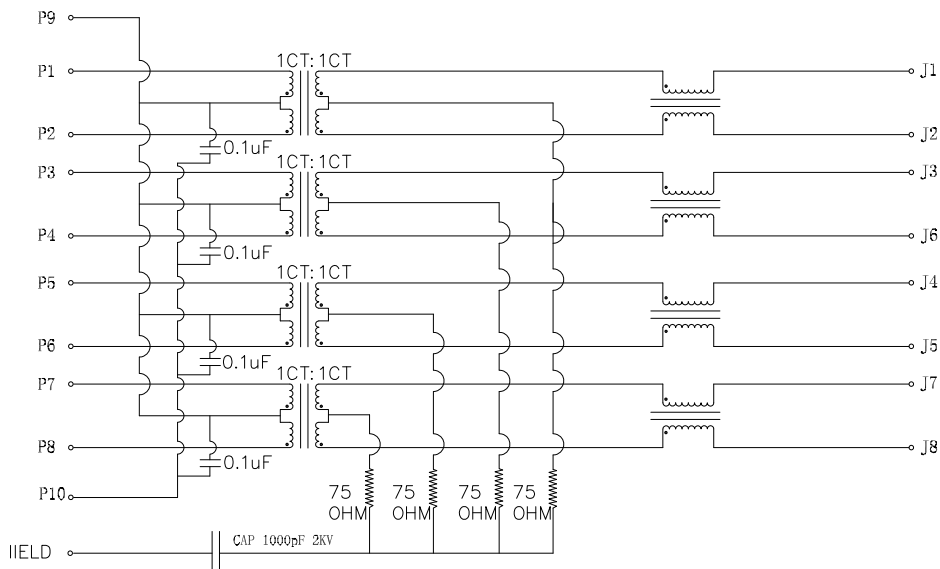 P9
P1
1CT:1CT
J1
P2
0.1uF
J2
P3
1CT:1CT
J3
P4
0.1uF
J6
P5
1CT:1CT
J4
P6
0.1uF
J5
P7
1CT:1CT
J7
P8
0.1uF
J8
P10
75 OHM
75 OHM
75 OHM
75 OHM
IIELD
CAP 1000pF 2KV